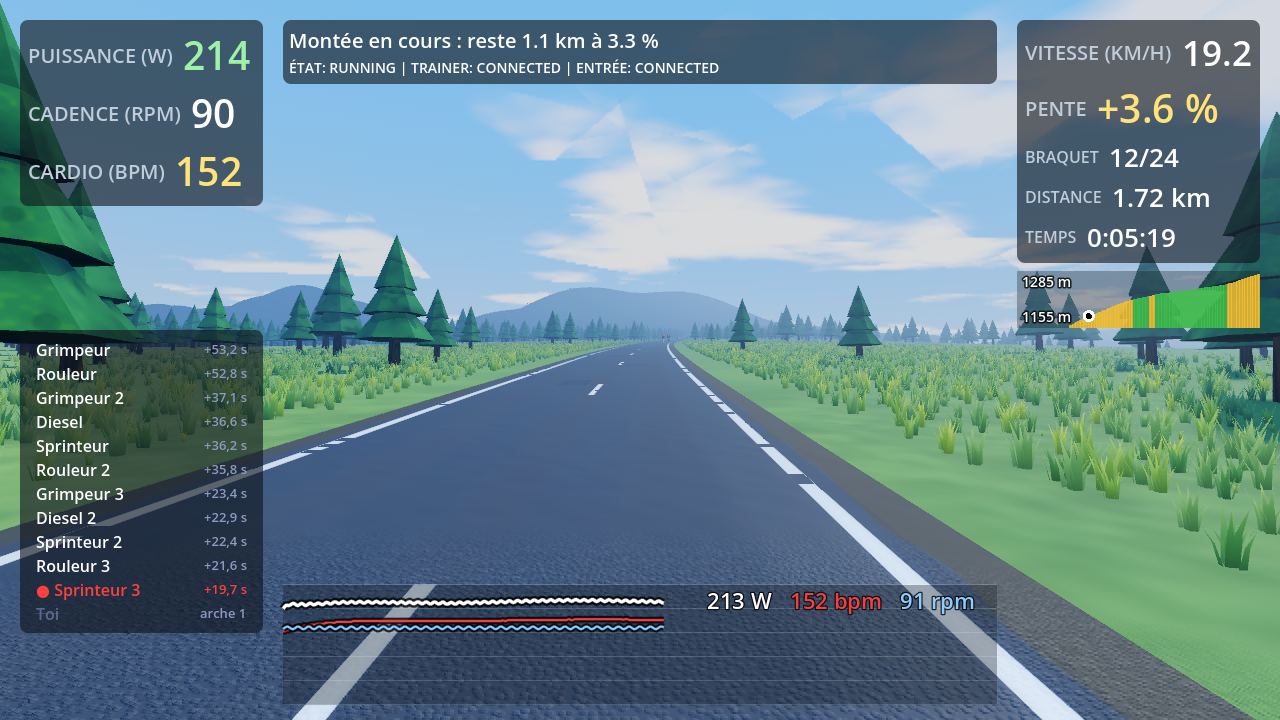 PUISSANCE (W) 214
CADENCE (RPM) 90
CARDIO (BPM) 152
Montée en cours : reste 1.1 km à 3.3 %
ÉTAT: RUNNING | TRAINER: CONNECTED | ENTRÉE: CONNECTED
VITESSE (KM/H) 19.2
PENTE +3.6 %
BRAQUET 12/24
DISTANCE 1.72 km
TEMPS 0:05:19
1285 m
1155 m
Grimpeur +53,2 s
Rouleur +52,8 s
Grimpeur 2 +37,1 s
Diesel +36,6 s
Sprinteur +36,2 s
Rouleur 2 +35,8 s
Grimpeur 3 +23,4 s
Diesel 2 +22,9 s
Sprinteur 2 +22,4 s
Rouleur 3 +21,6 s
Sprinteur 3 +19,7 s
Toi arche 1
213 W 152 bpm 91 rpm